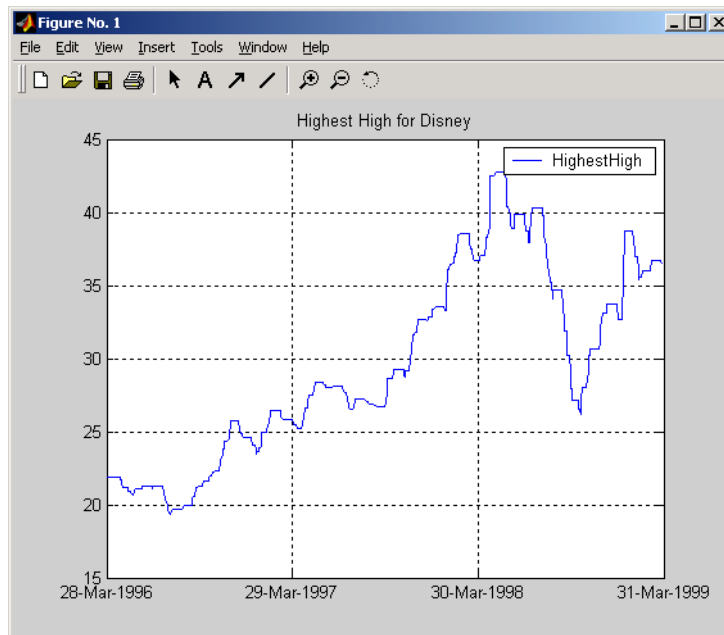 Figure No. 1
File Edit View Insert Tools Window Help
A
Highest High for Disney
HighestHigh
45
40
35
30
25
20
15
28-Mar-1996 29-Mar-1997 30-Mar-1998 31-Mar-1999